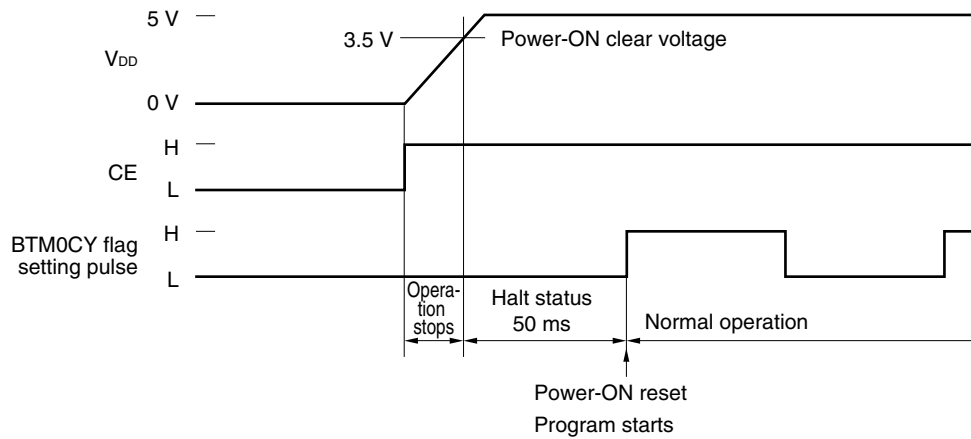 5 V
3.5 V
Power-ON clear voltage
VDD
0 V
H
CE
L
H
BTM0CY flag
setting pulse
L
Opera-
tion
stops
Halt status
50 ms
Normal operation
Power-ON reset
Program starts